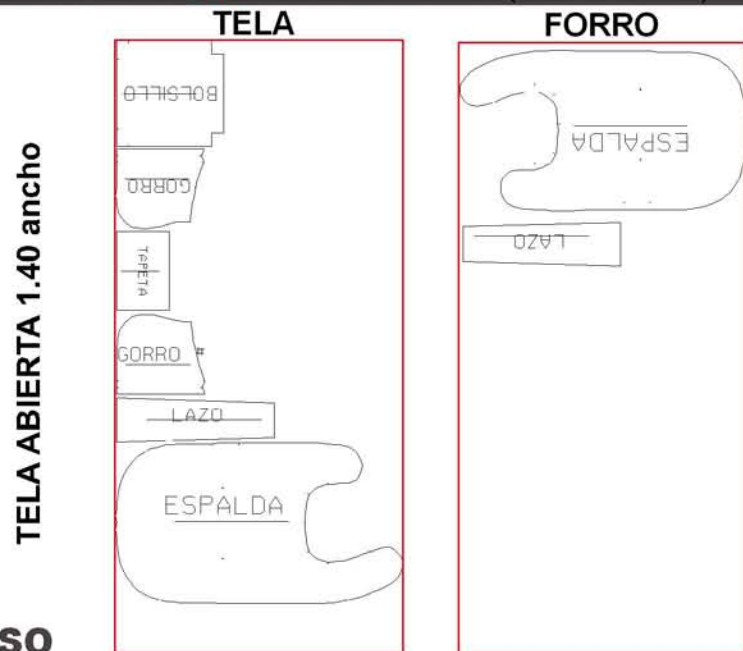 TELA
FORRO
TELA ABIERTA 1.40 ancho
BOLSILLO
GORRO
TAPETA
GORRO
LAZO
ESPALDA
ESPALDA
LAZO
so